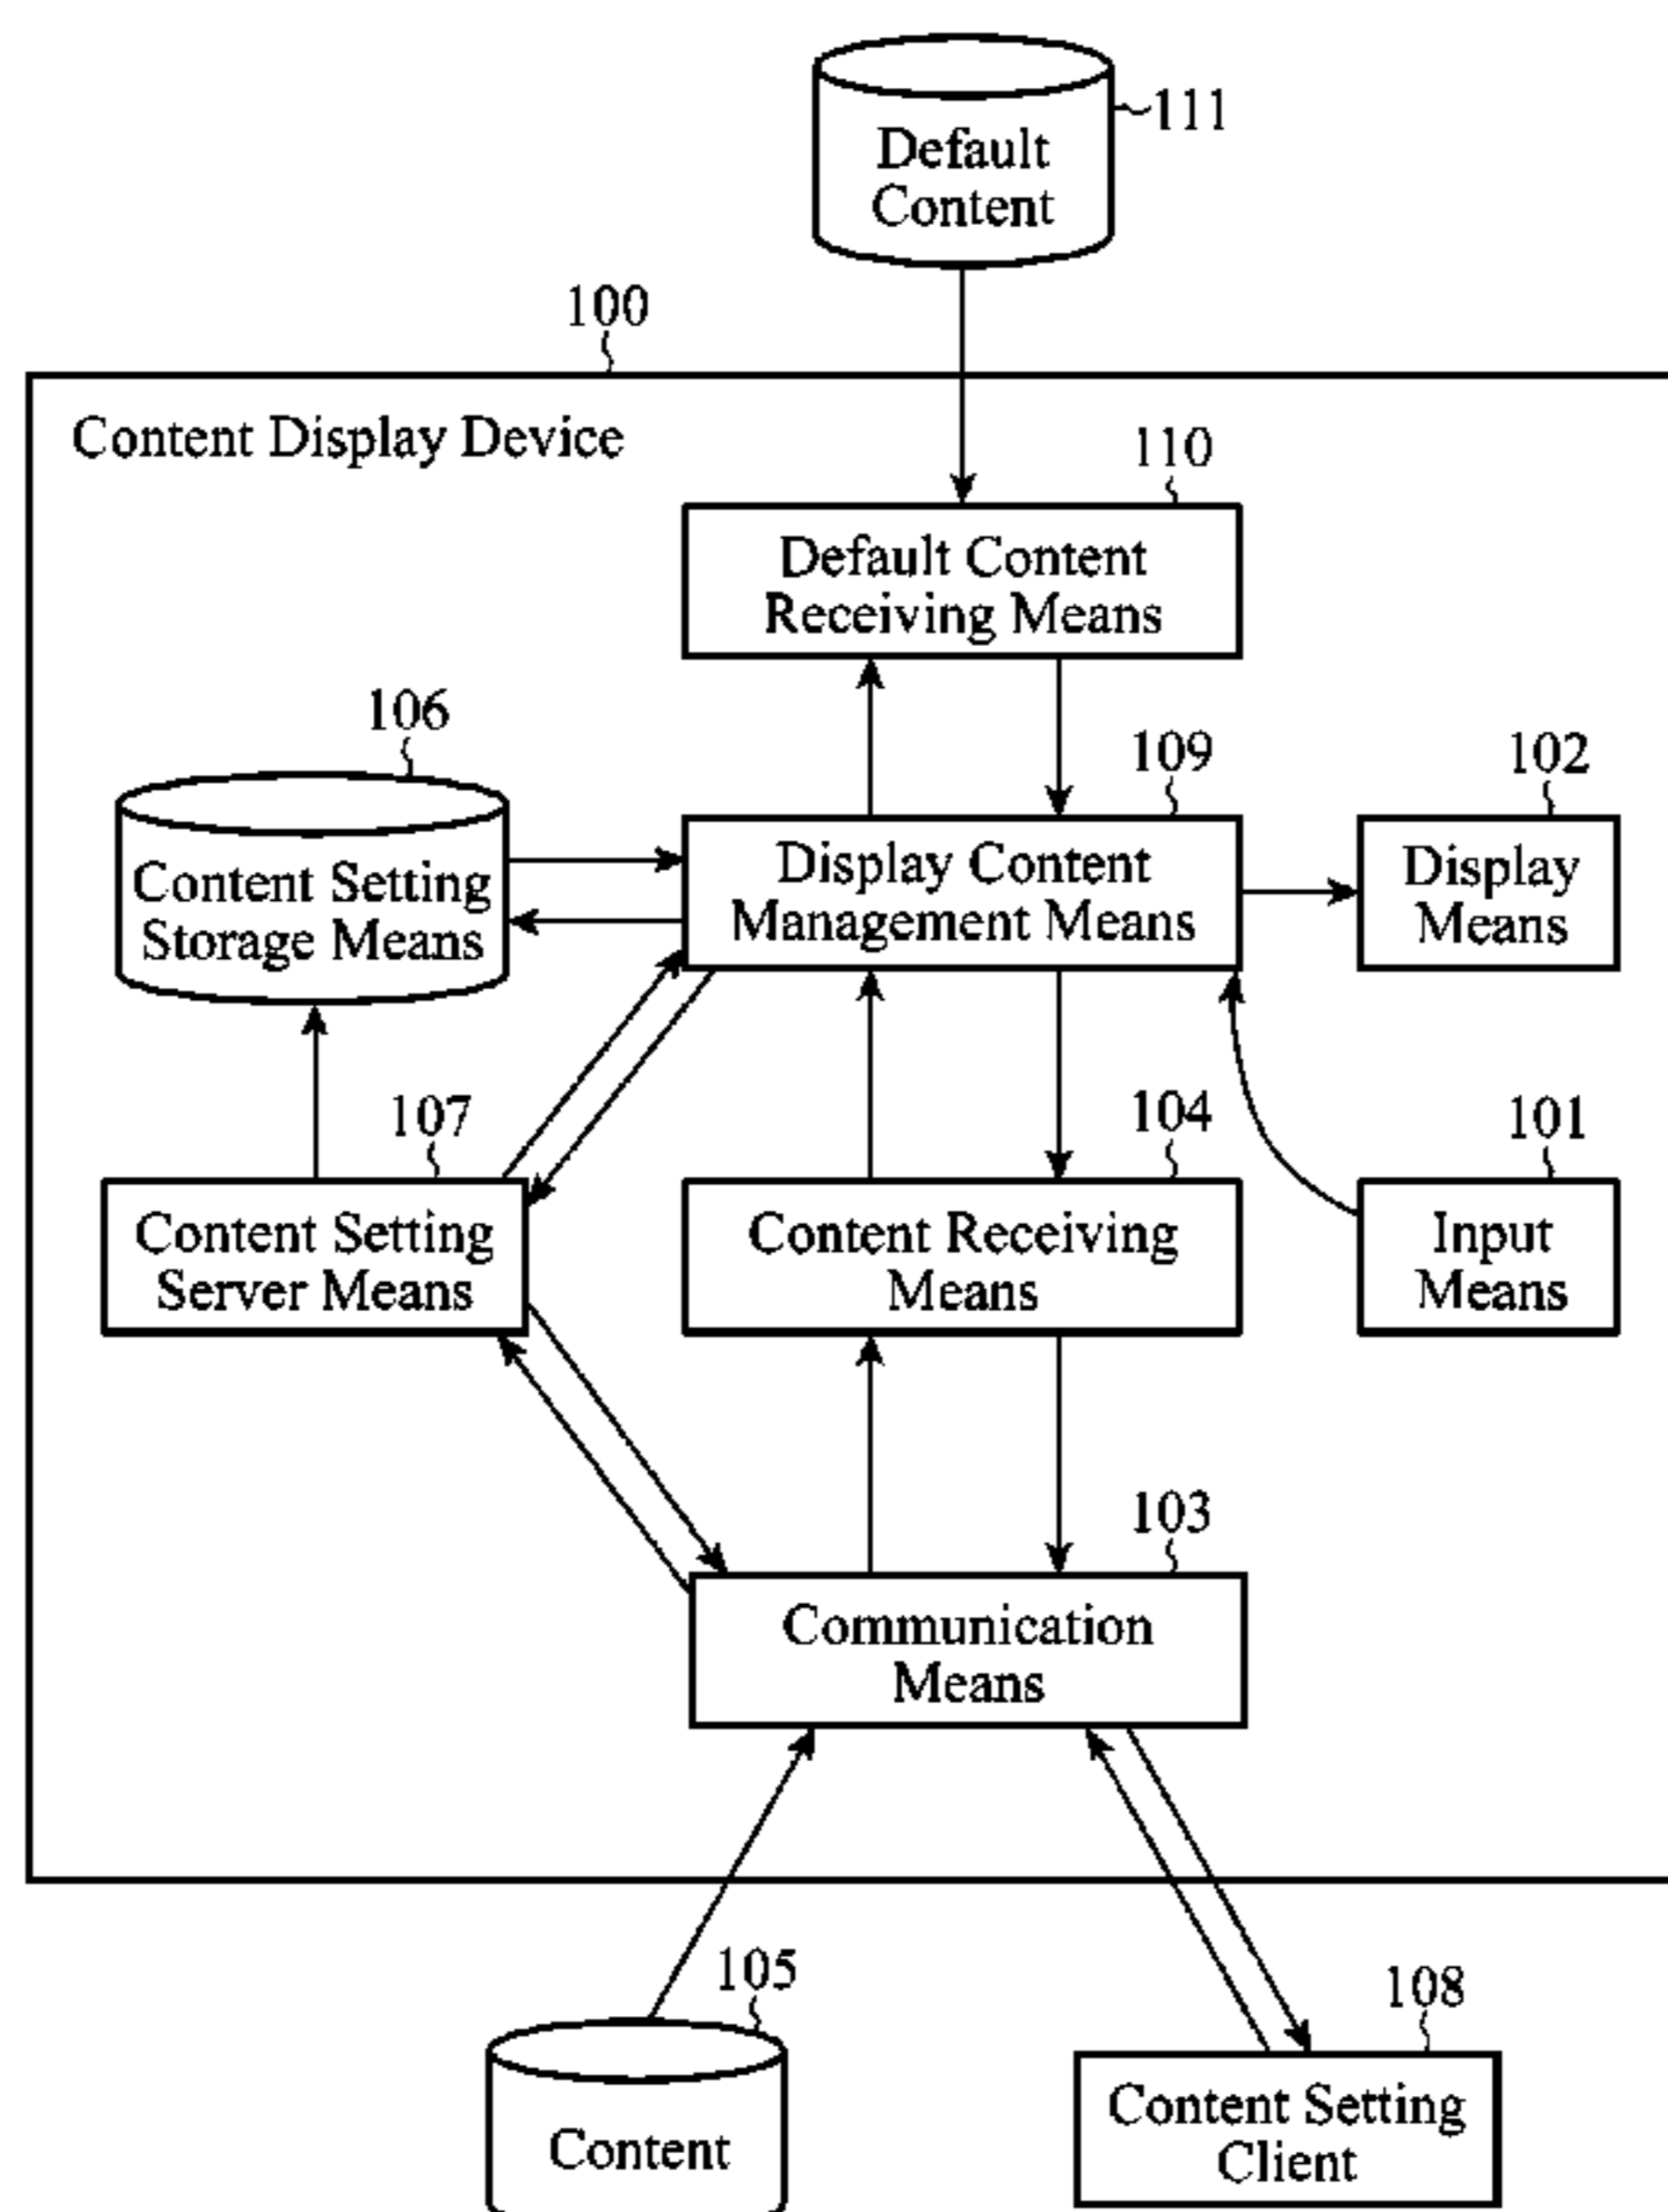 111
Default
Content
100
Content Display Device
110
Default Content
Receiving Means
106
109
102
Content Setting
Storage Means
Display Content
Management Means
Display
Means
107
104
101
Content Setting
Server Means
Content Receiving
Means
Input
Means
103
Communication
Means
105
108
Content
Content Setting
Client